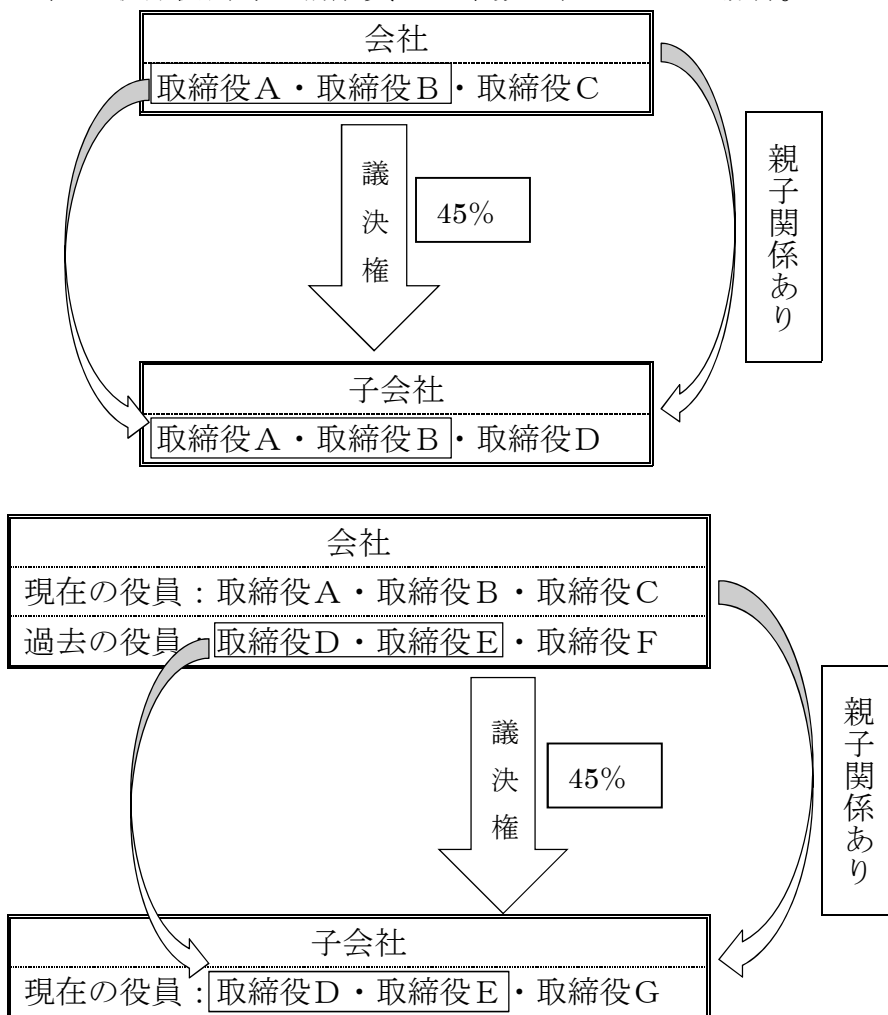 会社
取締役A・取締役B・取締役C
議決権
45%
親子関係あり
子会社
取締役A・取締役B・取締役D
会社
現在の役員：取締役A・取締役B・取締役C
過去の役員：取締役D・取締役E・取締役F
議決権
45%
親子関係あり
子会社
現在の役員：取締役D・取締役E・取締役G